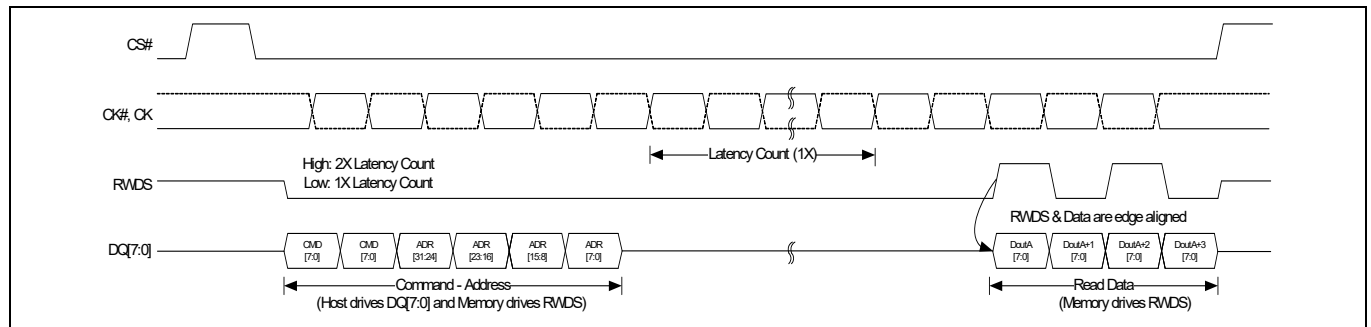 CS#
CK#, CK
Latency Count (1X)
High: 2X Latency Count
Low: 1X Latency Count
RWDS
RWDS & Data are edge aligned
DQ[7:0]
CMD [7:0]
CMD [7:0]
ADR [31:24]
ADR [23:16]
ADR [15:8]
ADR [7:0]
DoutA [7:0]
DoutA+1 [7:0]
DoutA+2 [7:0]
DoutA+3 [7:0]
Command - Address
(Host drives DQ[7:0] and Memory drives RWDS)
Read Data
(Memory drives RWDS)